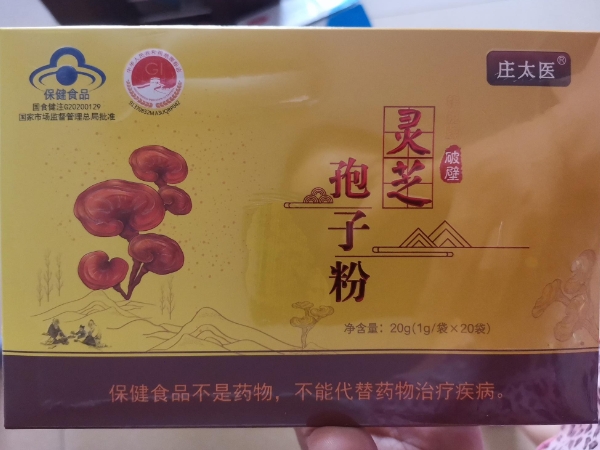 保健食品
国食健注G20200129
国家市场监督管理总局批准
GI
庄太医®
灵芝
破壁
孢子粉
净含量：20g(1g/袋×20袋)
保健食品不是药物，不能代替药物治疗疾病。